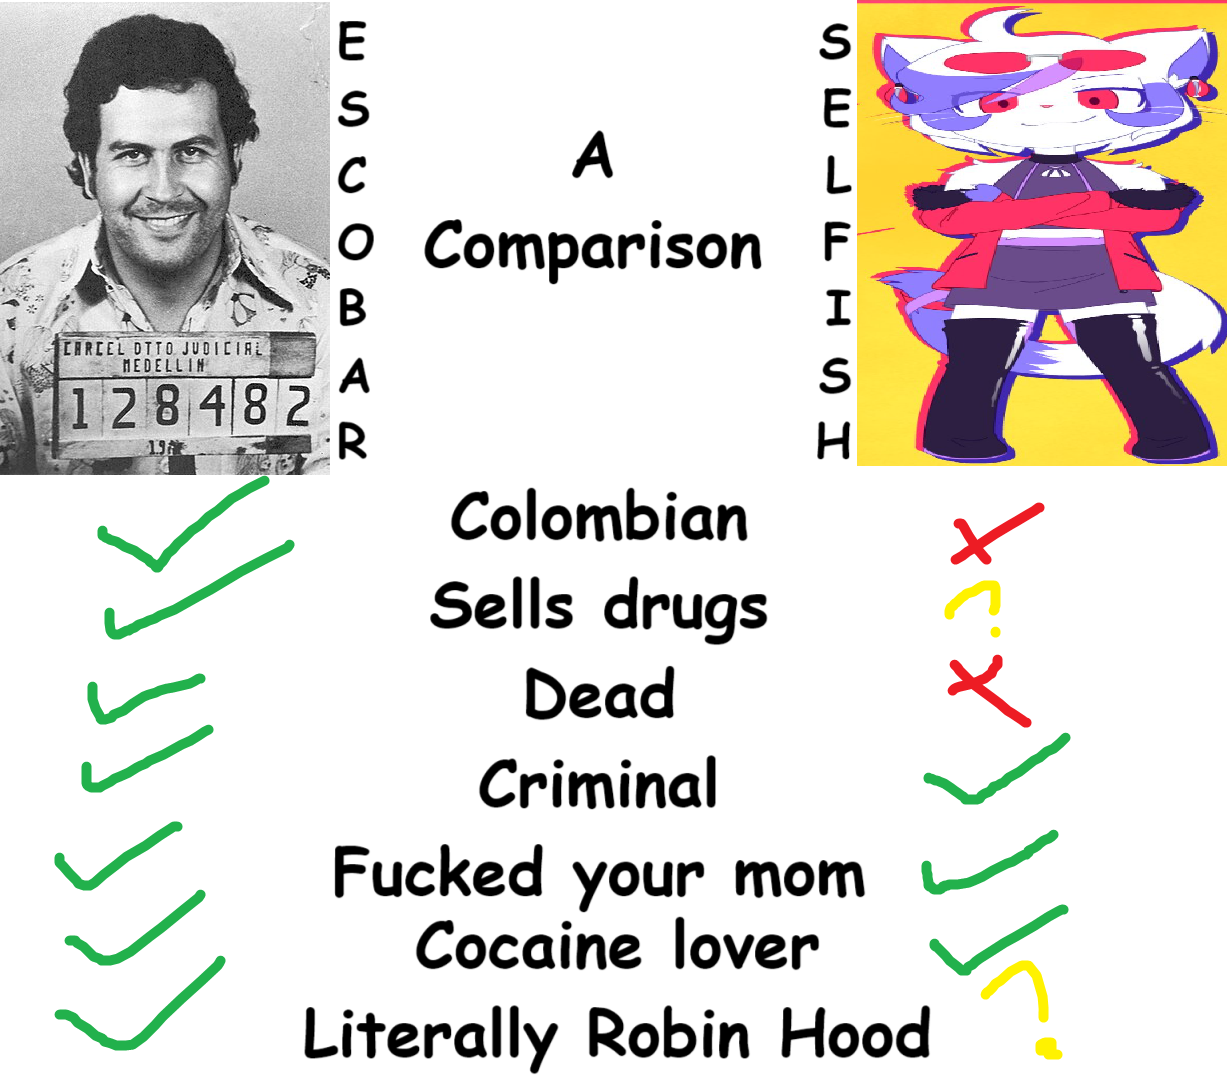 ESCOBAR
A
Comparison
SELFISH
CARCEL DTTO JUDICIAL
MEDELLIN
128482
Colombian
Sells drugs
?
Dead
Criminal
Fucked your mom
Cocaine lover
Literally Robin Hood
?